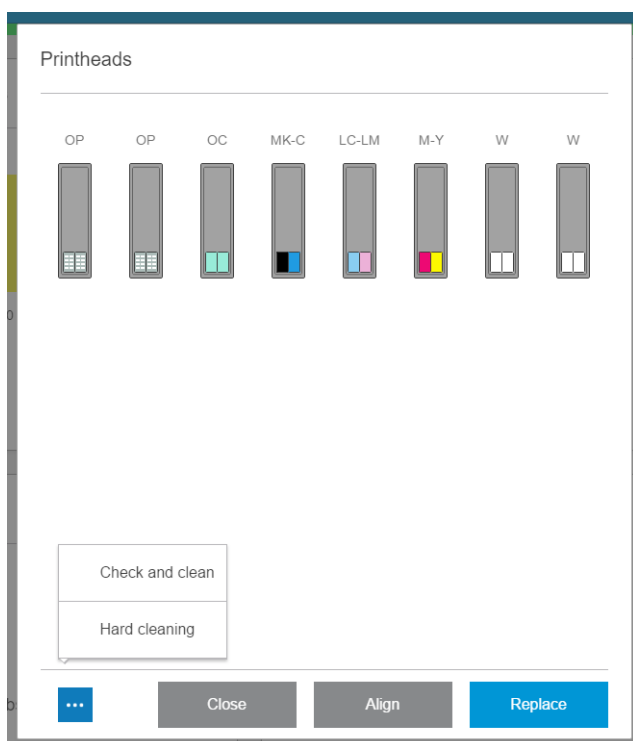 Printheads
OP OP OC MK-C LC-LM M-Y W W
Check and clean
Hard cleaning
... Close Align Replace